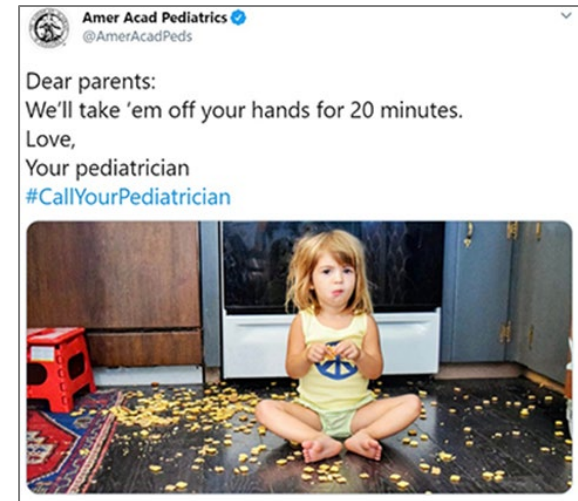 Amer Acad Pediatrics
@AmerAcadPeds
Dear parents:
We'll take 'em off your hands for 20 minutes.
Love,
Your pediatrician
#CallYourPediatrician